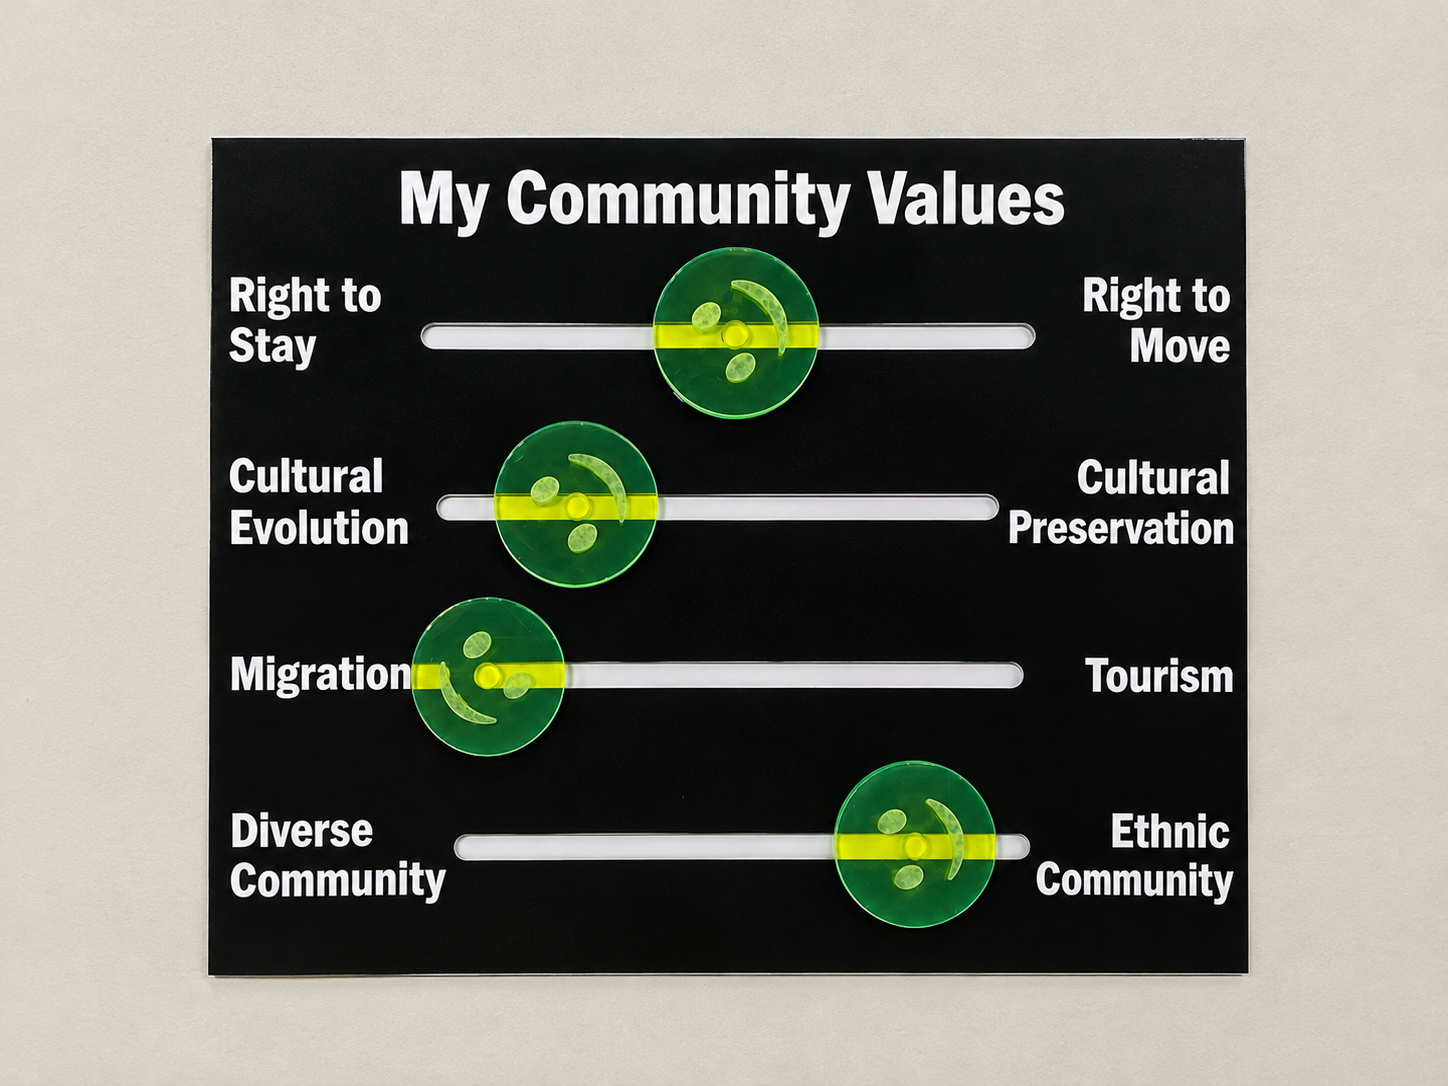 My Community Values
Right to
Stay
Right to
Move
Cultural
Evolution
Cultural
Preservation
Migration
Tourism
Diverse
Community
Ethnic
Community